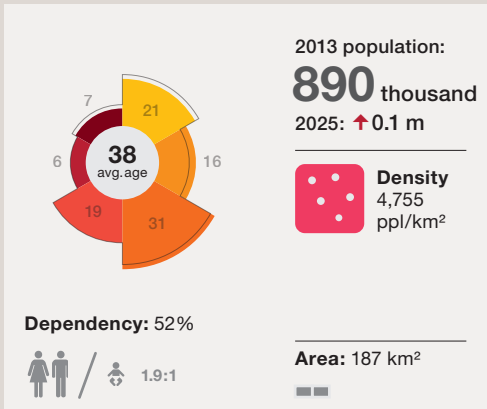 7
21
38
avg. age
6
16
19
31
Dependency: 52%
1.9:1
2013 population:
890 thousand
2025: ↑0.1 m
Density
4,755
ppl/km²
Area: 187 km²